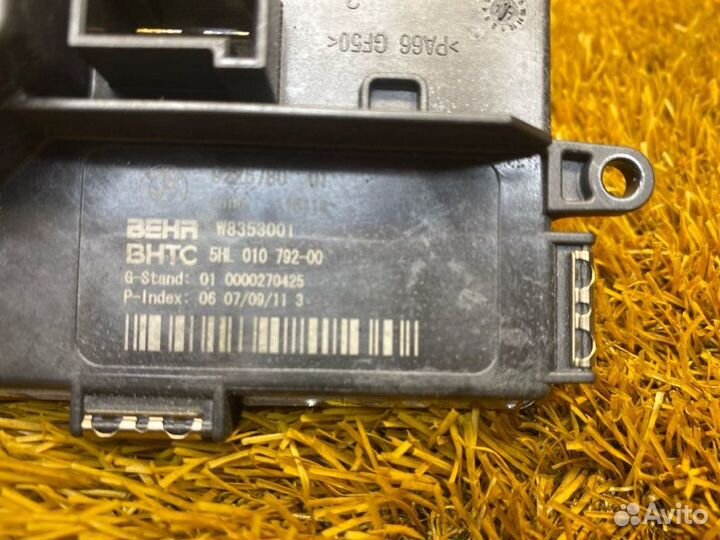 2
>PA66 GF50<
BEHR W8353001
BHTC 5HL 010 792-00
G-Stand: 01 0000270425
P-Index: 06 07/09/11 3
Avito